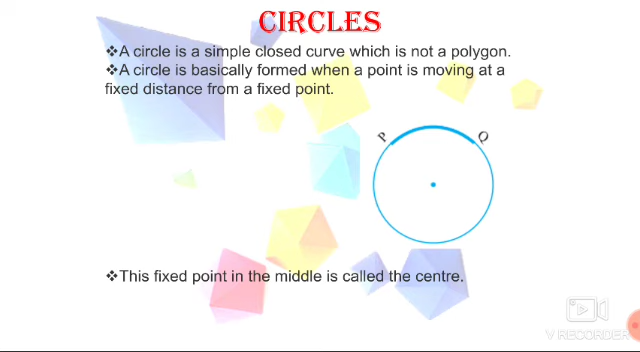 CIRCLES
❖A circle is a simple closed curve which is not a polygon.
❖A circle is basically formed when a point is moving at a
fixed distance from a fixed point.
P Q
❖This fixed point in the middle is called the centre.
V RECORDER